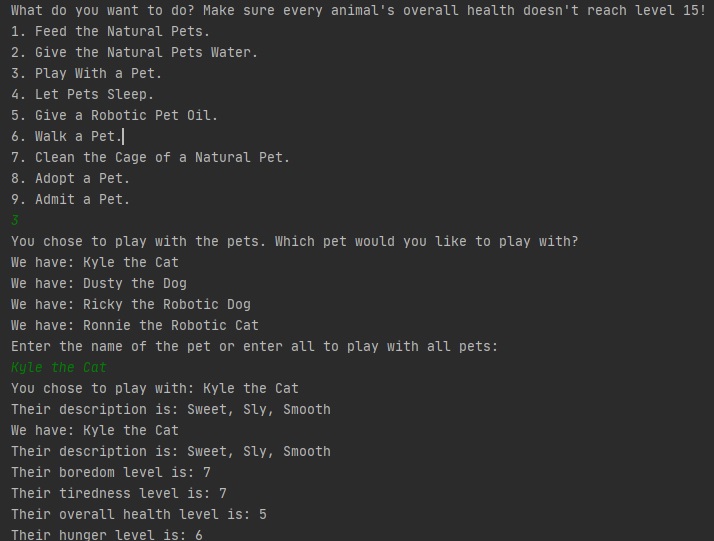 What do you want to do? Make sure every animal's overall health doesn't reach level 15!
1. Feed the Natural Pets.
2. Give the Natural Pets Water.
3. Play With a Pet.
4. Let Pets Sleep.
5. Give a Robotic Pet Oil.
6. Walk a Pet.
7. Clean the Cage of a Natural Pet.
8. Adopt a Pet.
9. Admit a Pet.
3
You chose to play with the pets. Which pet would you like to play with?
We have: Kyle the Cat
We have: Dusty the Dog
We have: Ricky the Robotic Dog
We have: Ronnie the Robotic Cat
Enter the name of the pet or enter all to play with all pets:
Kyle the Cat
You chose to play with: Kyle the Cat
Their description is: Sweet, Sly, Smooth
We have: Kyle the Cat
Their description is: Sweet, Sly, Smooth
Their boredom level is: 7
Their tiredness level is: 7
Their overall health level is: 5
Their hunger level is: 6